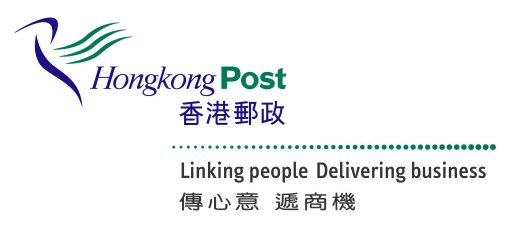 Hongkong Post
香港郵政
Linking people Delivering business
傳心意 遞商機